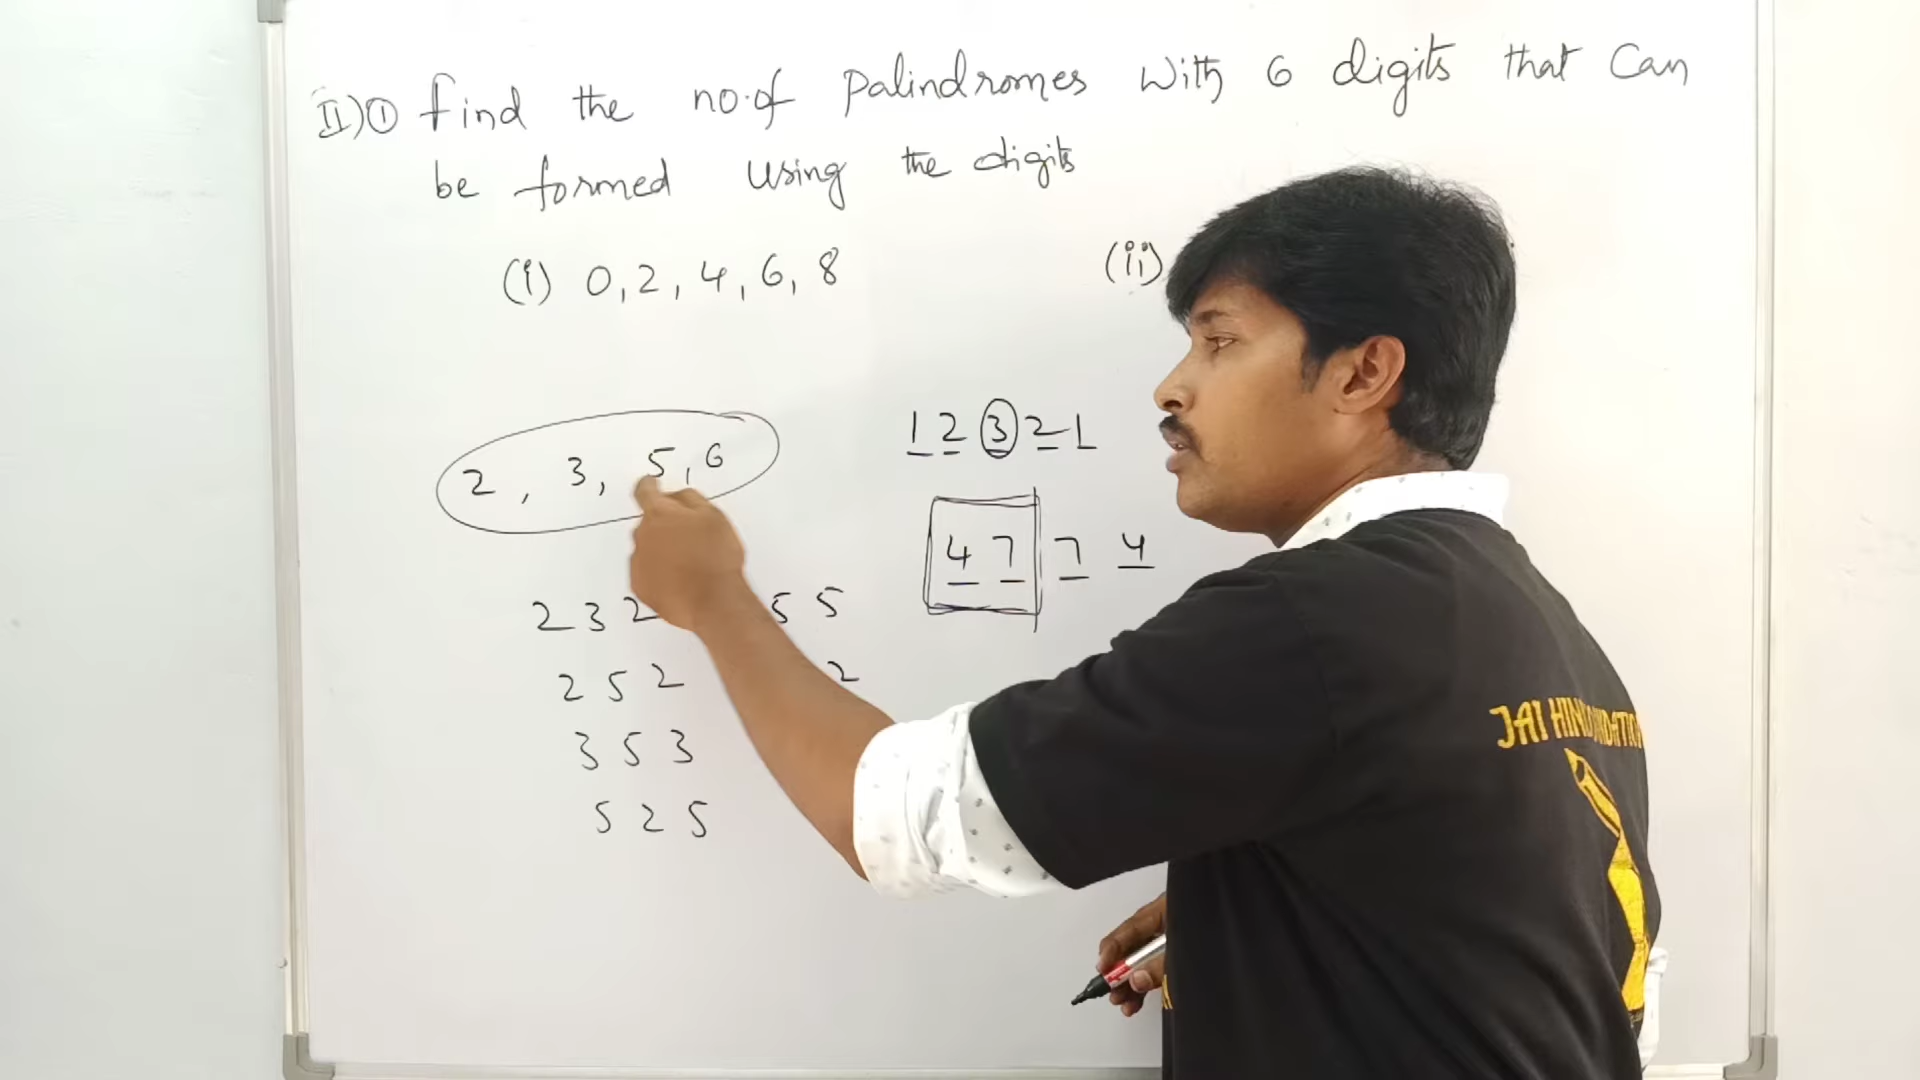 II) ① find the no.of palindromes with 6 digits that can
be formed using the digits
(i) 0, 2, 4, 6, 8
(ii)
1 2 3 2 1
2 , 3, 5, 6
4 7 7 4
2 3 2
5 5
2 5 2
2
3 5 3
5 2 5
JAI HIN